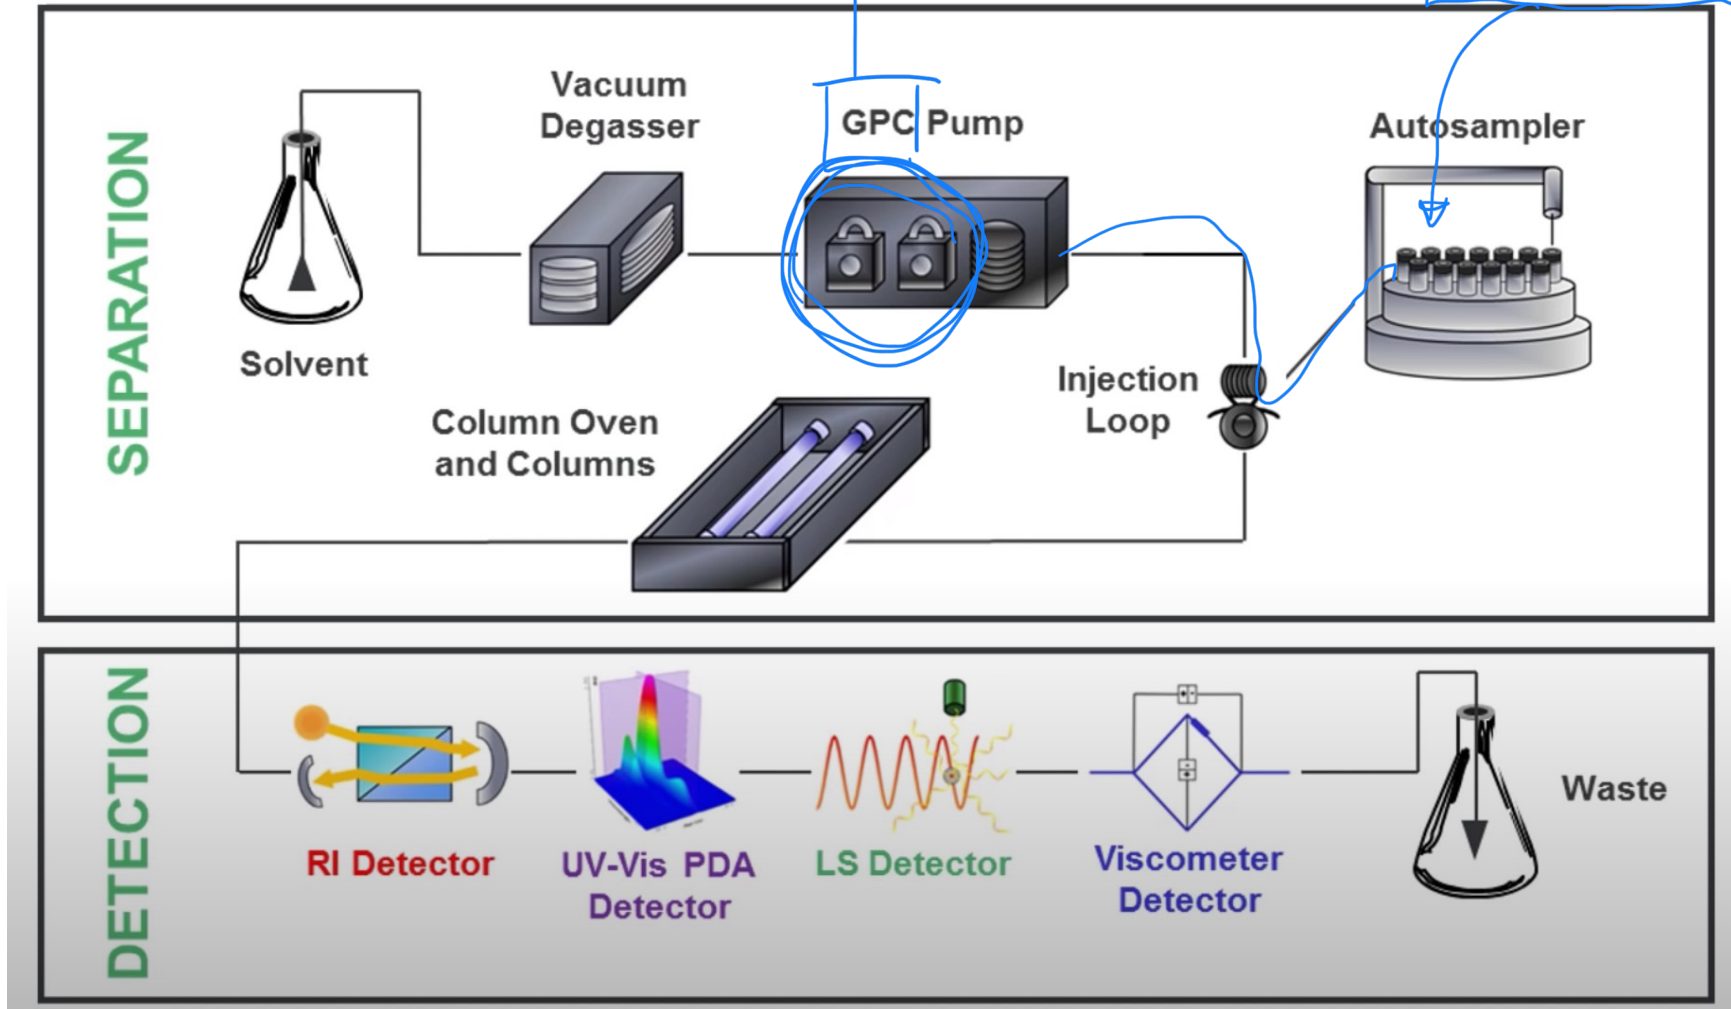 SEPARATION
Vacuum
Degasser
GPC Pump
Autosampler
Solvent
Injection
Loop
Column Oven
and Columns
DETECTION
RI Detector
UV-Vis PDA
Detector
LS Detector
Viscometer
Detector
Waste